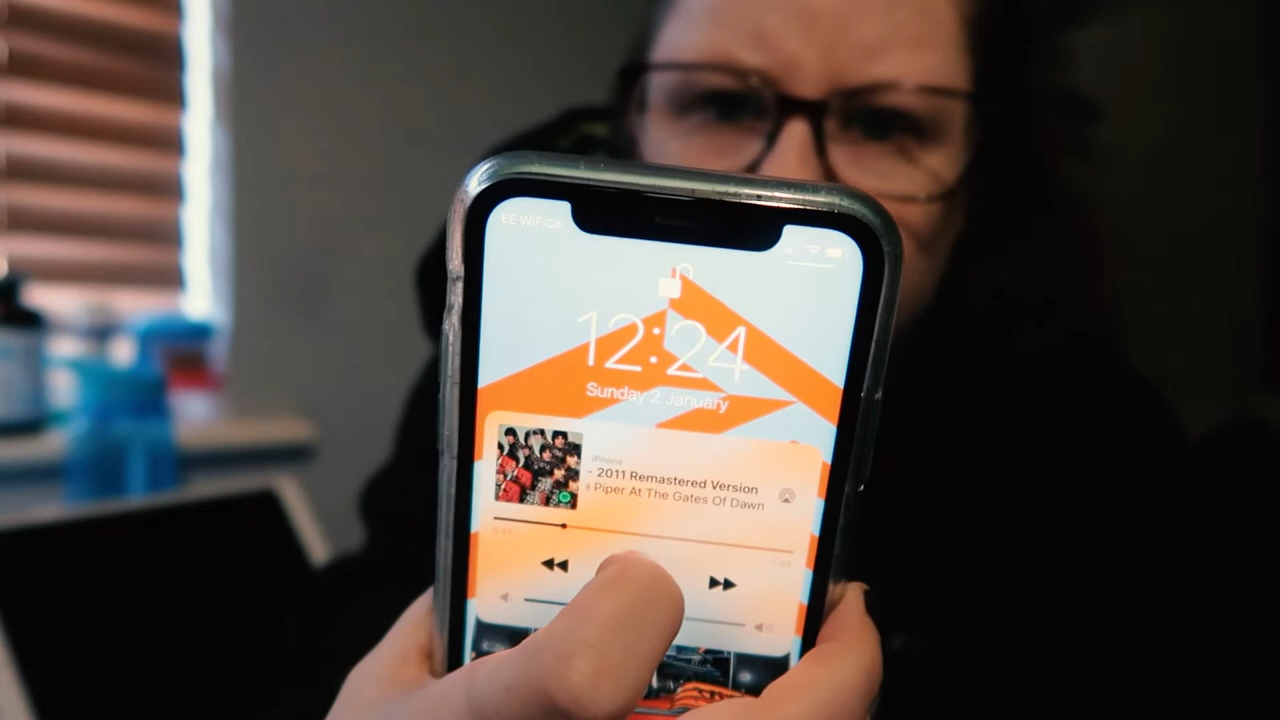 EE WiFiCall
12:24
Sunday 2 January
iPhone
- 2011 Remastered Version
e Piper At The Gates Of Dawn